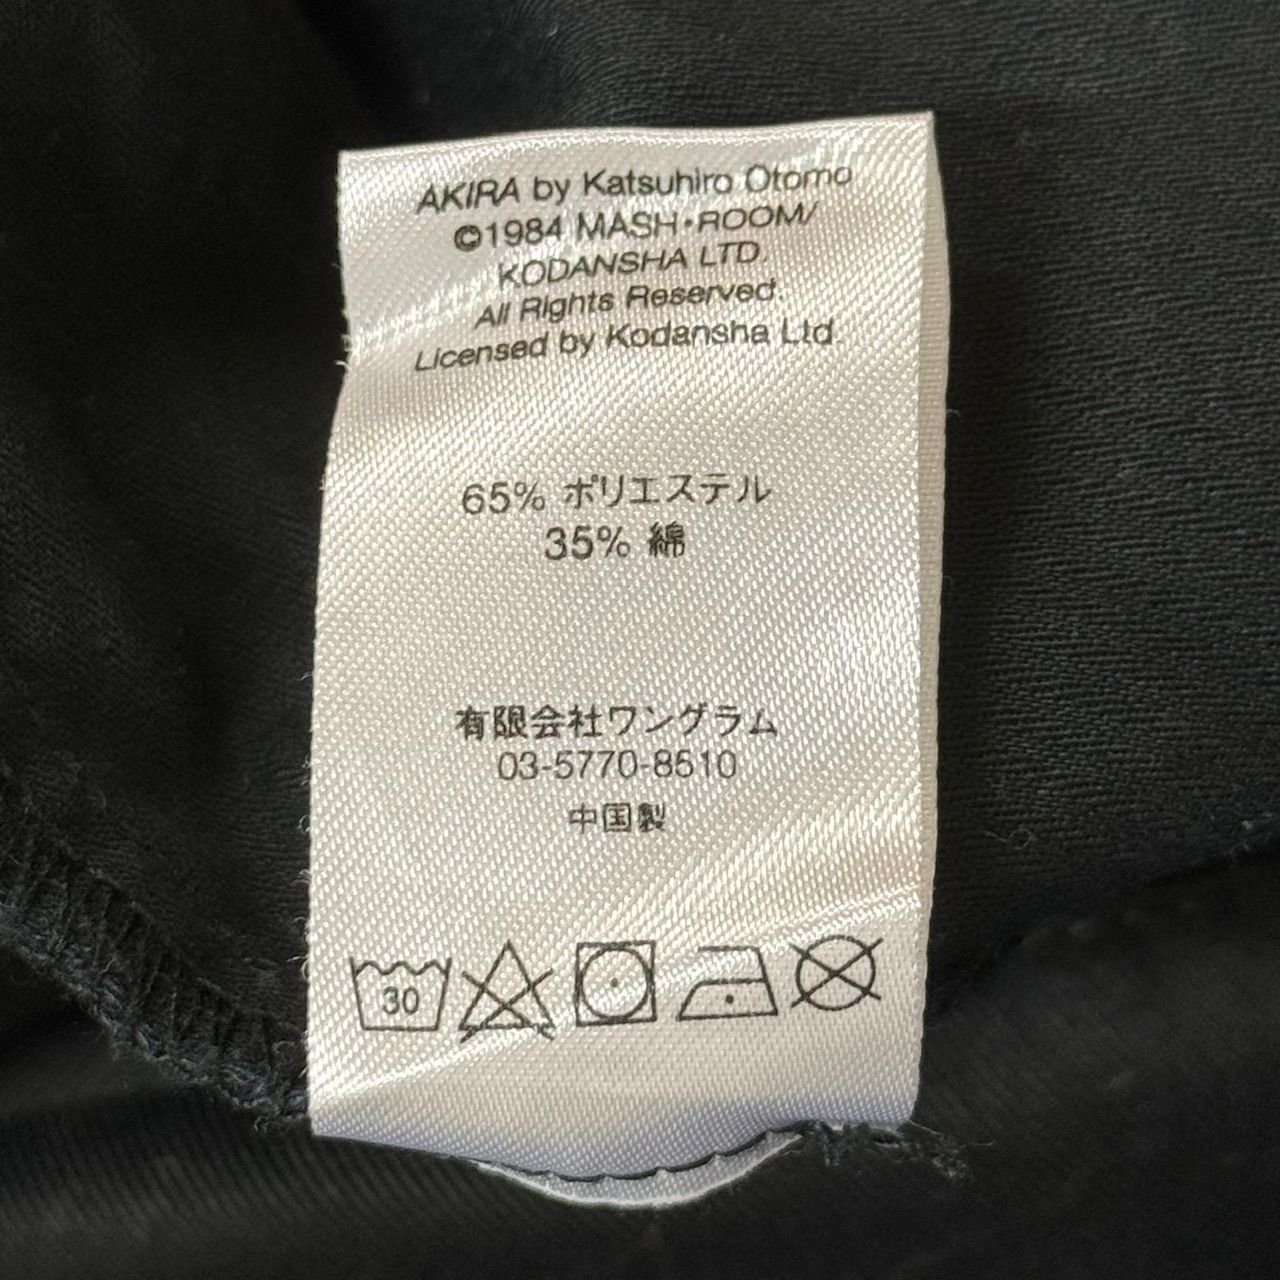 AKIRA by Katsuhiro Otomo
©1984 MASH・ROOM/
KODANSHA LTD.
All Rights Reserved.
Licensed by Kodansha Ltd
65% ポリエステル
35% 綿
有限会社ワングラム
03-5770-8510
中国製
30